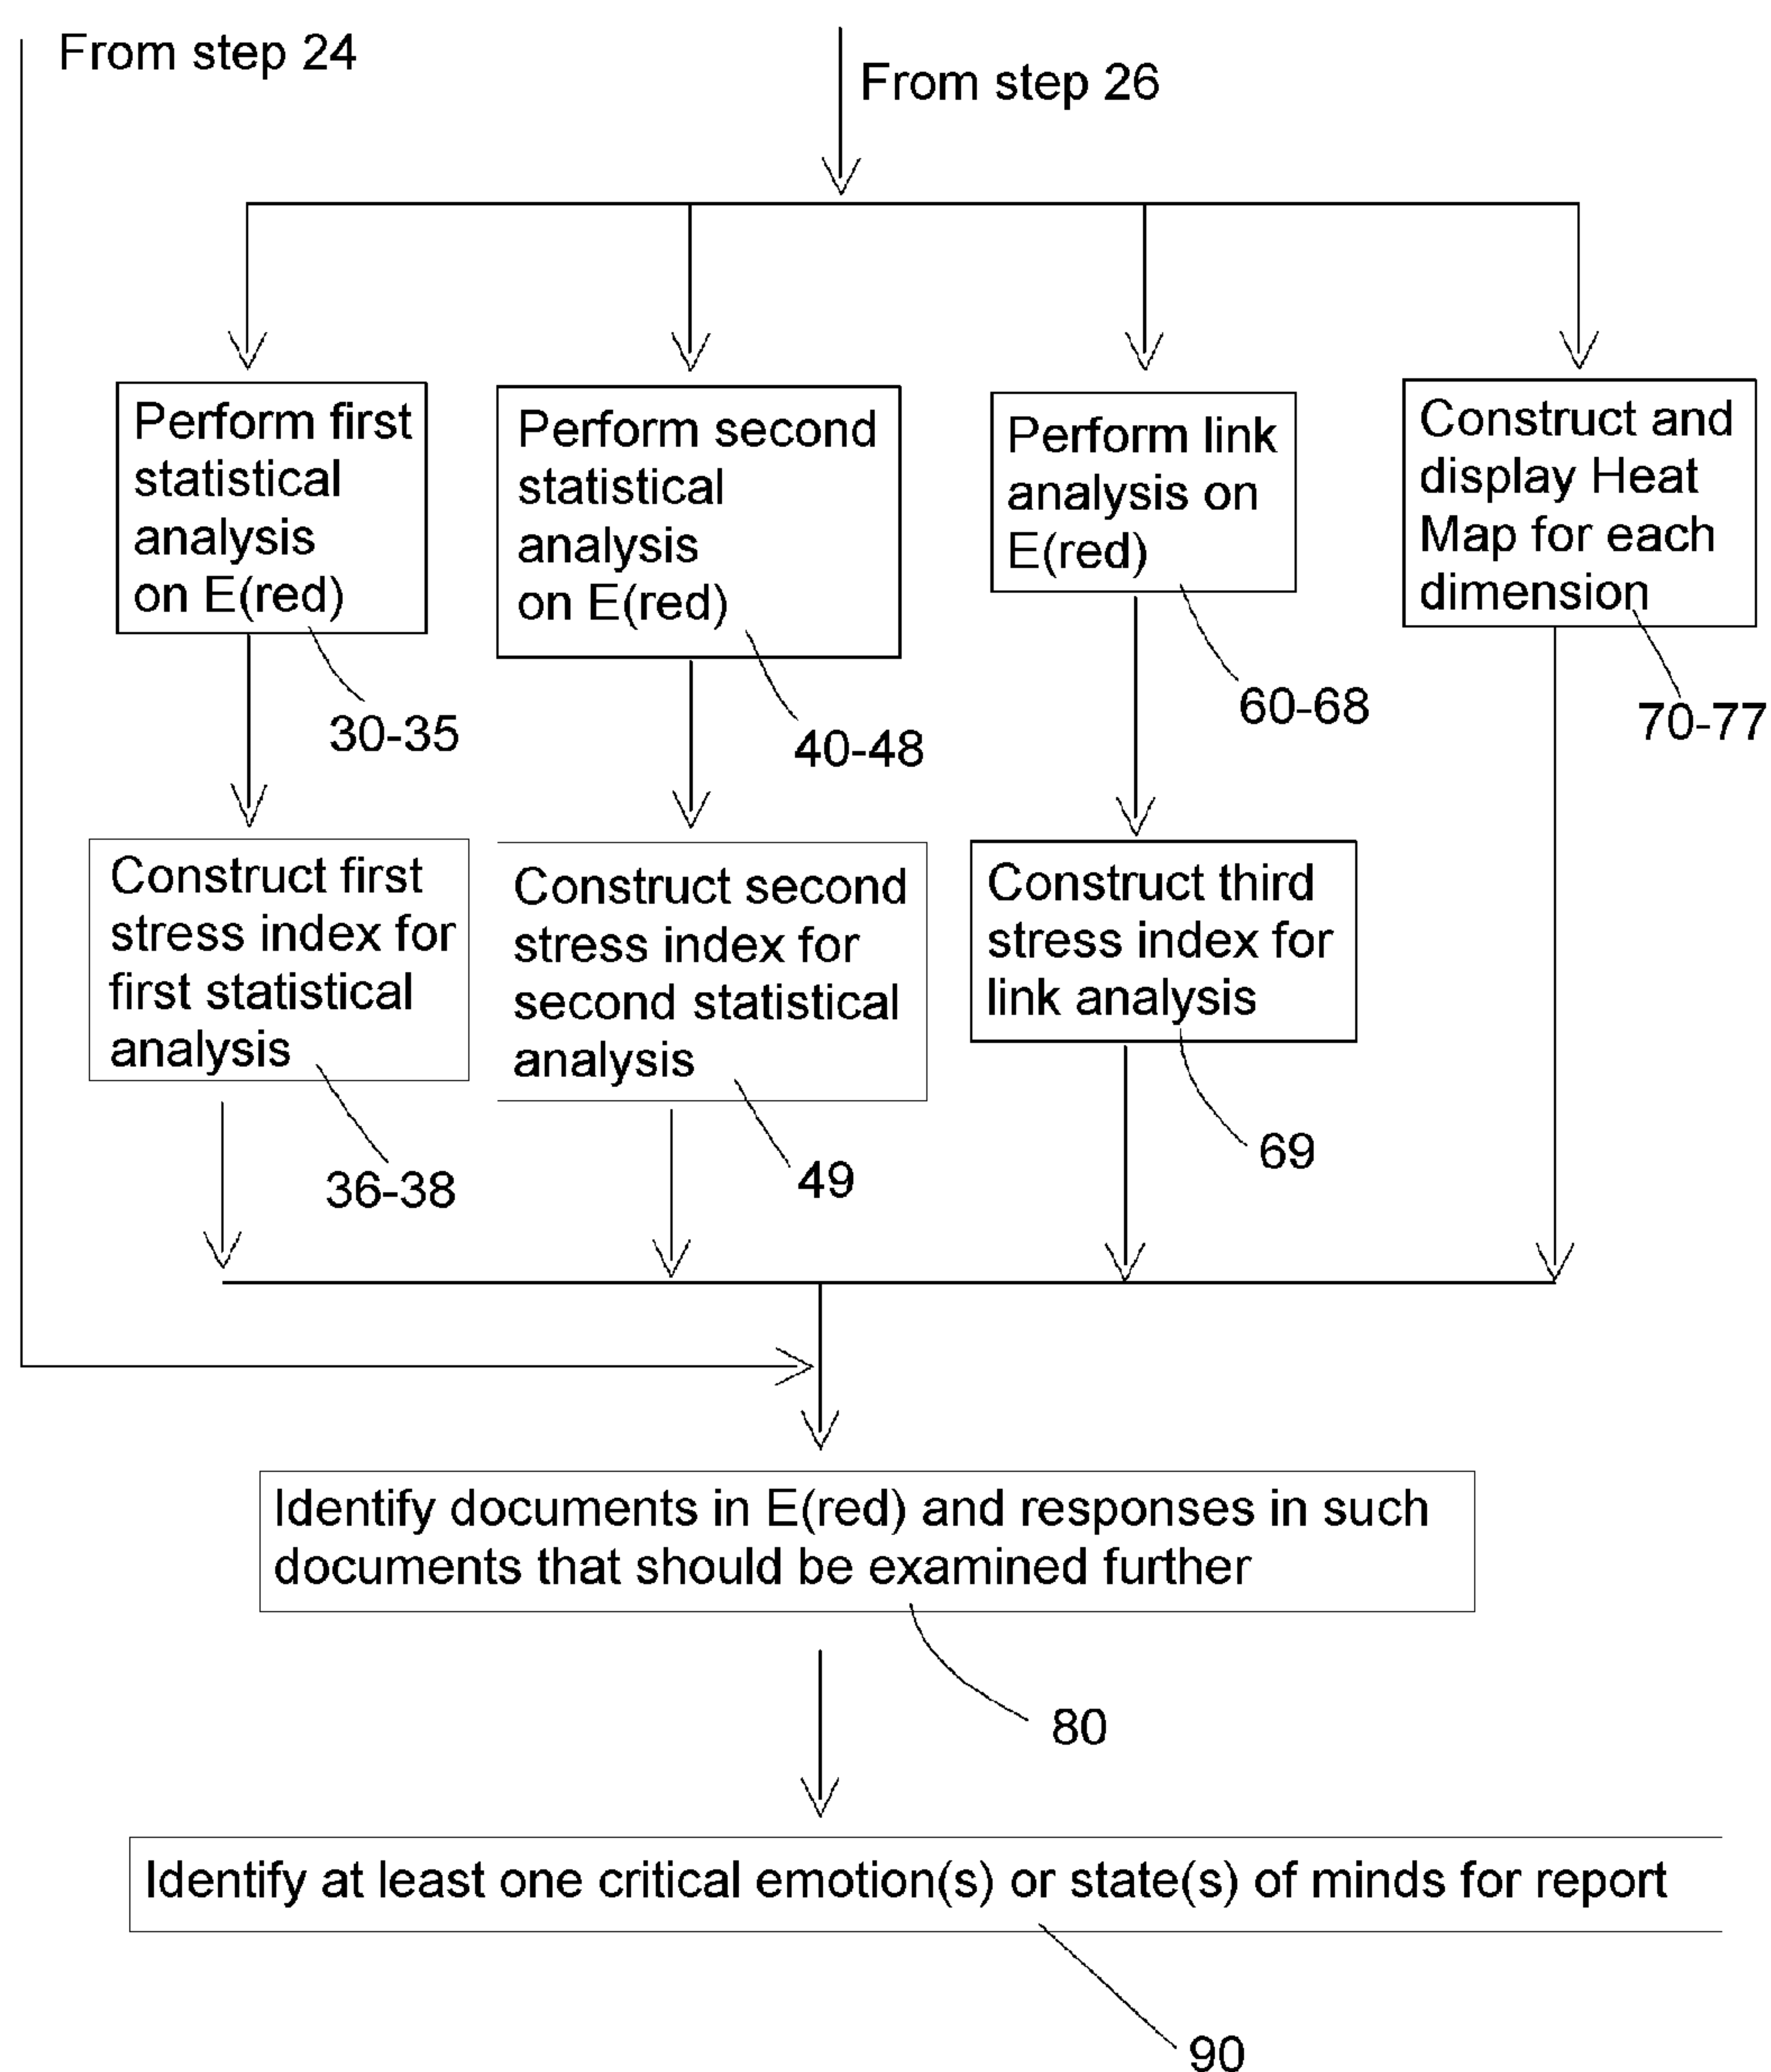 From step 24
From step 26
Perform first
statistical
analysis
on E(red)
30-35
Perform second
statistical
analysis
on E(red)
40-48
Perform link
analysis on
E(red)
60-68
Construct and
display Heat
Map for each
dimension
70-77
Construct first
stress index for
first statistical
analysis
36-38
Construct second
stress index for
second statistical
analysis
49
Construct third
stress index for
link analysis
69
Identify documents in E(red) and responses in such
documents that should be examined further
80
Identify at least one critical emotion(s) or state(s) of minds for report
90